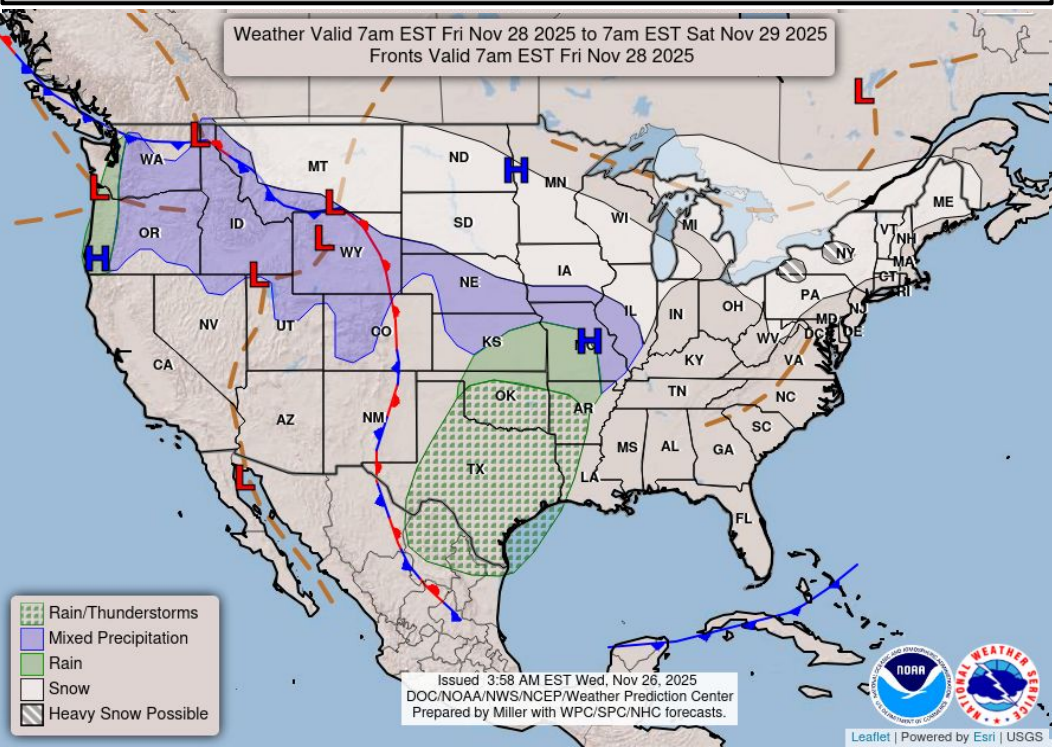 Weather Valid 7am EST Fri Nov 28 2025 to 7am EST Sat Nov 29 2025
Fronts Valid 7am EST Fri Nov 28 2025
L
L
WA
MT
ND
H
MN
L
L
OR
ID
SD
WI
MI
ME
VT
NH
NY
MA
CT
RI
H
L
WY
L
NV
UT
CO
NE
IA
IL
IN
OH
PA
NJ
MD
DE
DC
WV
VA
CA
KS
H
KY
AZ
NM
OK
AR
TN
NC
SC
L
TX
MS
AL
GA
LA
FL
Rain/Thunderstorms
Mixed Precipitation
Rain
Snow
Heavy Snow Possible
Issued 3:58 AM EST Wed, Nov 26, 2025
DOC/NOAA/NWS/NCEP/Weather Prediction Center
Prepared by Miller with WPC/SPC/NHC forecasts.
NOAA
NATIONAL WEATHER SERVICE
Leaflet | Powered by Esri | USGS